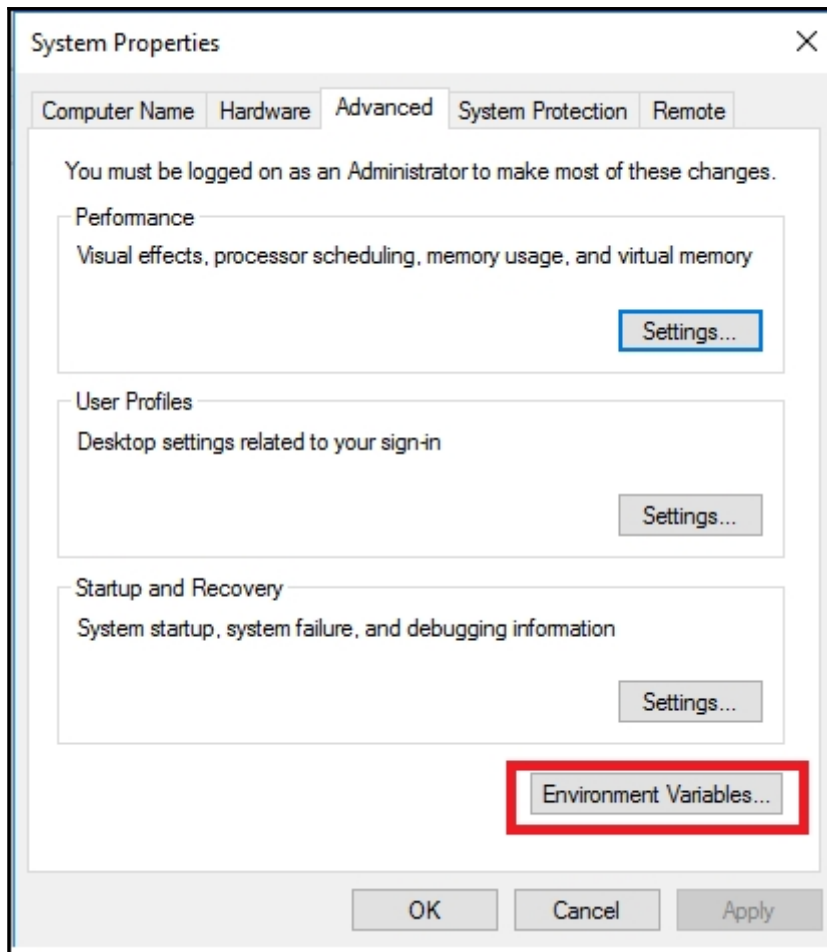 System Properties
Computer Name Hardware Advanced System Protection Remote
You must be logged on as an Administrator to make most of these changes.
Performance
Visual effects, processor scheduling, memory usage, and virtual memory
Settings...
User Profiles
Desktop settings related to your sign-in
Settings...
Startup and Recovery
System startup, system failure, and debugging information
Settings...
Environment Variables...
OK Cancel Apply